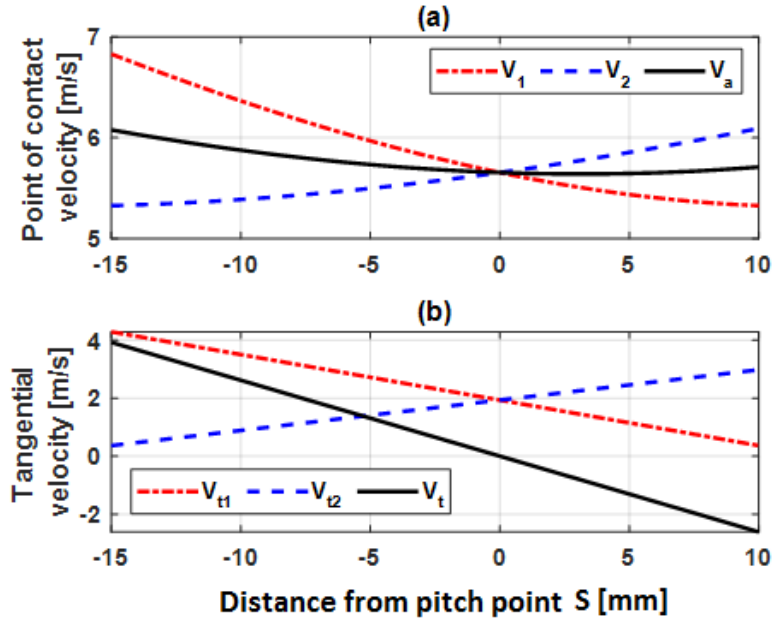 (a)
Point of contact
velocity [m/s]
7
6
5
V1 V2 Va
-15 -10 -5 0 5 10
(b)
Tangential
velocity [m/s]
4
2
0
-2
Vt1 Vt2 Vt
-15 -10 -5 0 5 10
Distance from pitch point S [mm]